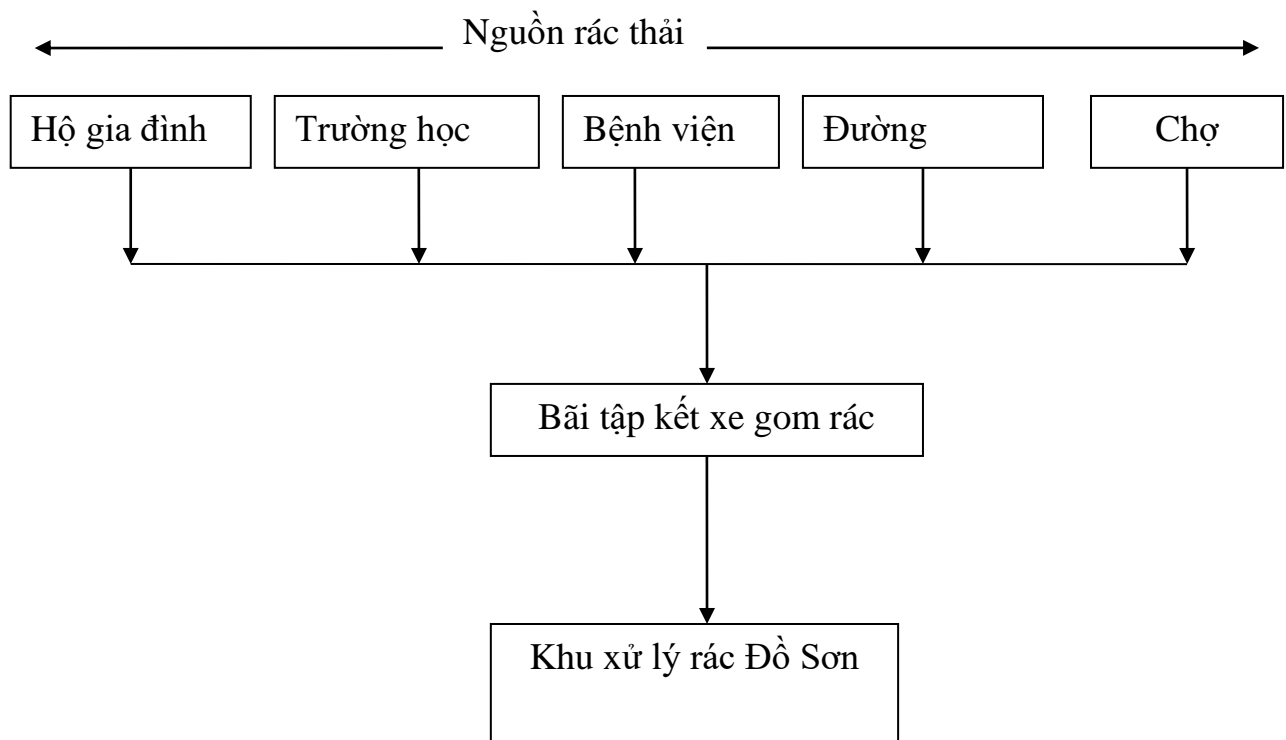 Nguồn rác thải
Hộ gia đình
Trường học
Bệnh viện
Đường
Chợ
Bãi tập kết xe gom rác
Khu xử lý rác Đồ Sơn